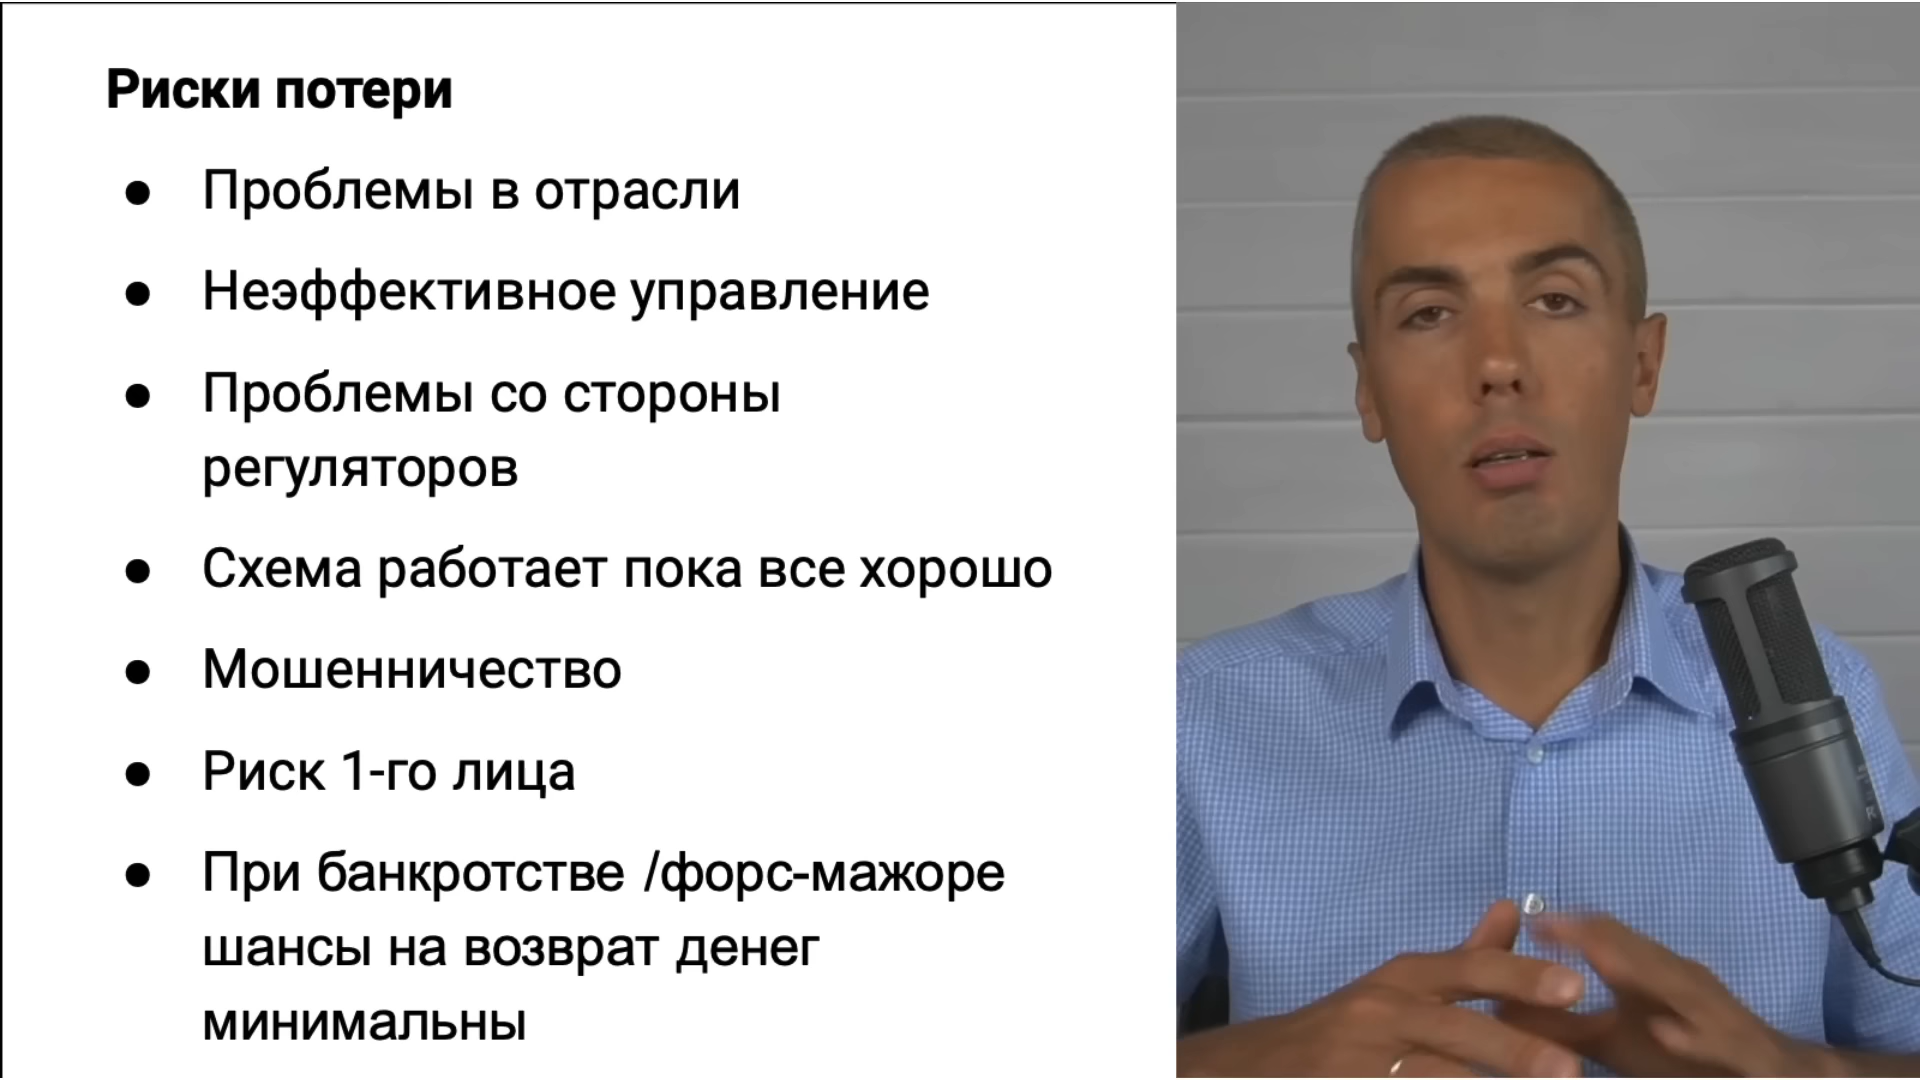 Риски потери
● Проблемы в отрасли
● Неэффективное управление
● Проблемы со стороны
регуляторов
● Схема работает пока все хорошо
● Мошенничество
● Риск 1-го лица
● При банкротстве /форс-мажоре
шансы на возврат денег
минимальны